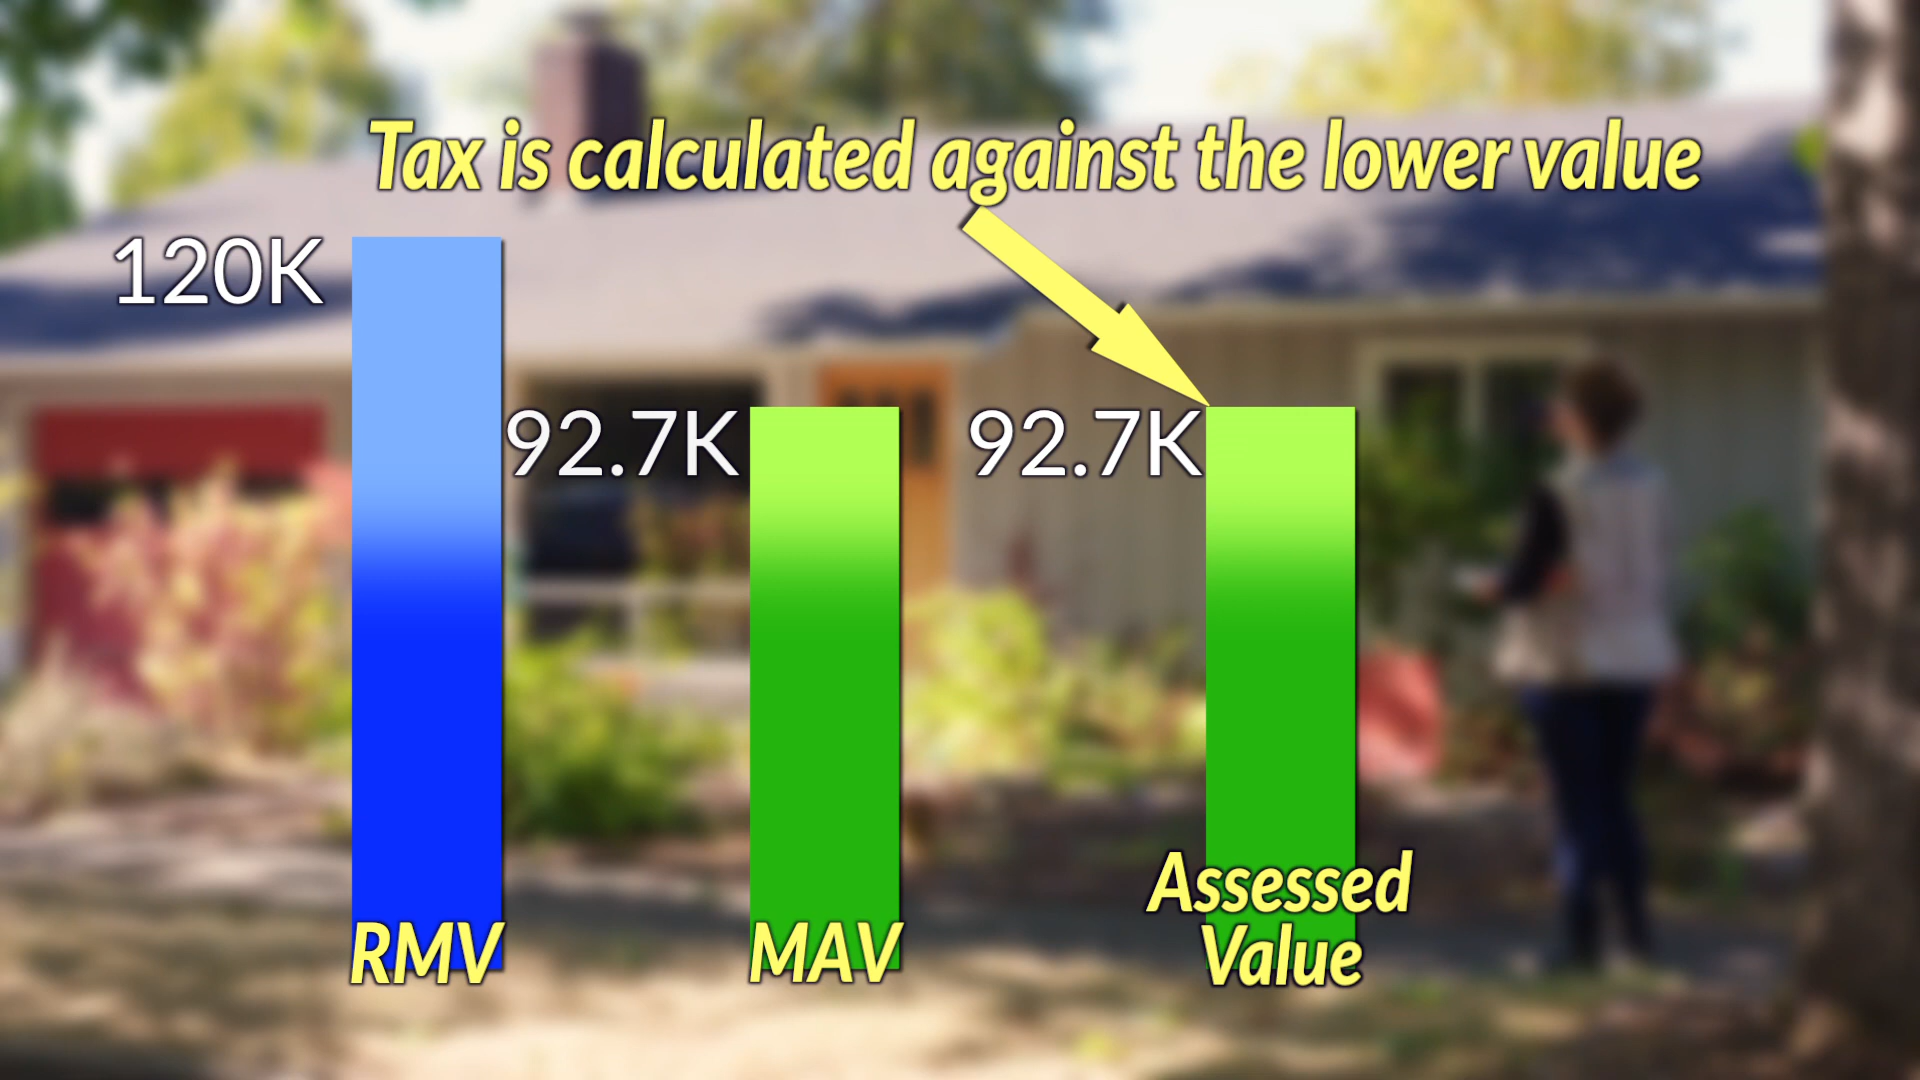 Tax is calculated against the lower value
120K
92.7K
92.7K
RMV
MAV
Assessed
Value